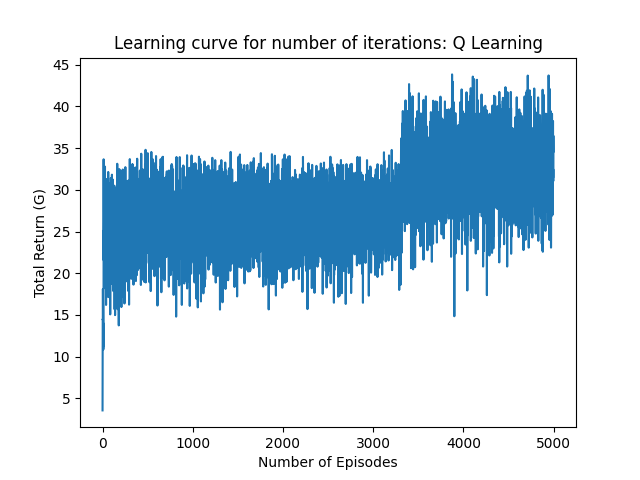 Learning curve for number of iterations: Q Learning
45
40
35
30
25
20
15
10
5
Total Return (G)
0 1000 2000 3000 4000 5000
Number of Episodes